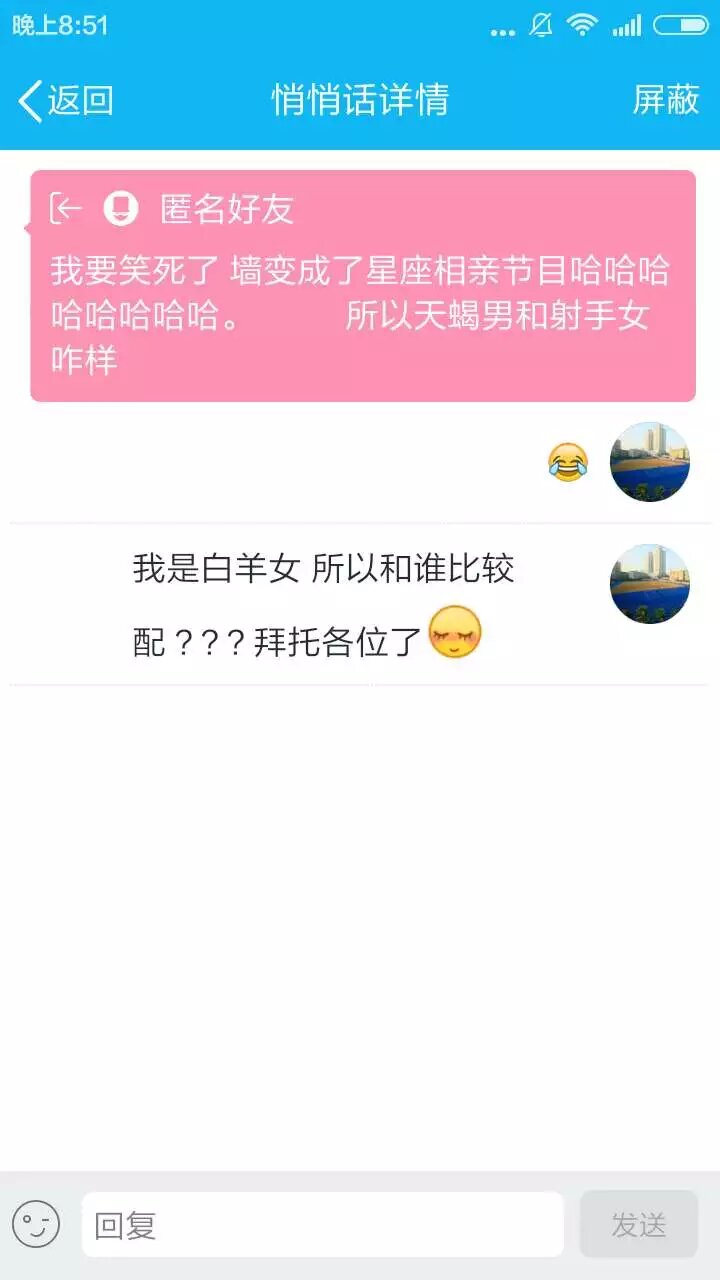 晚上8:51
返回 悄悄话详情 屏蔽
匿名好友
我要笑死了 墙变成了星座相亲节目哈哈哈
哈哈哈哈哈。 所以天蝎男和射手女
咋样
😂
我是白羊女 所以和谁比较
配？？？拜托各位了
回复 发送